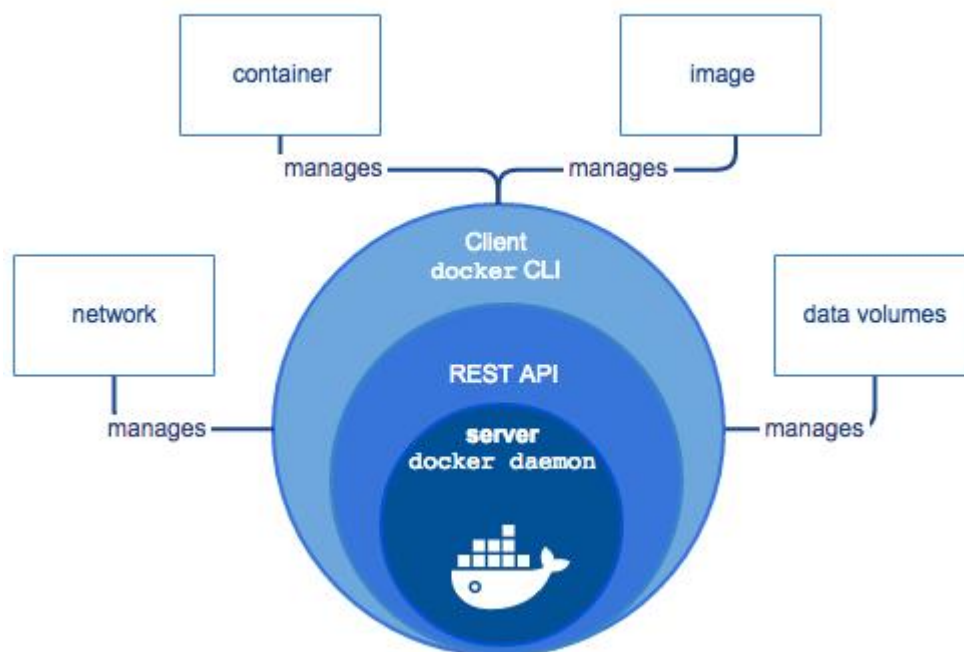 container
image
manages
manages
Client
docker CLI
network
data volumes
REST API
manages
server
docker daemon
manages